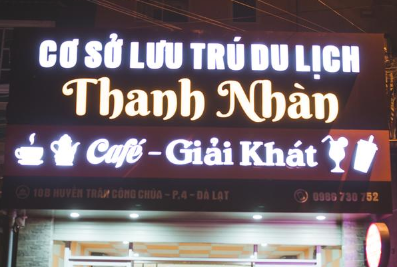 CƠ SỞ LƯU TRÚ DU LỊCH
Thanh Nhàn
Café - Giải Khát
10D HUYỀN TRÂN CÔNG CHÚA - P.4 - ĐÀ LẠT 0986 730 752